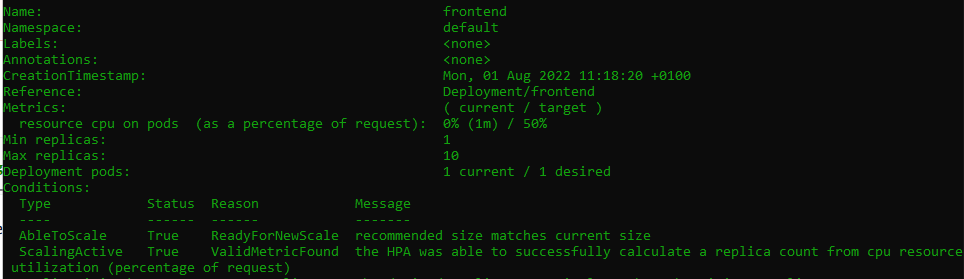 Name: frontend
Namespace: default
Labels: <none>
Annotations: <none>
CreationTimestamp: Mon, 01 Aug 2022 11:18:20 +0100
Reference: Deployment/frontend
Metrics: ( current / target )
resource cpu on pods (as a percentage of request): 0% (1m) / 50%
Min replicas: 1
Max replicas: 10
Deployment pods: 1 current / 1 desired
Conditions:
Type Status Reason Message
---- ------ ------ -------
AbleToScale True ReadyForNewScale recommended size matches current size
ScalingActive True ValidMetricFound the HPA was able to successfully calculate a replica count from cpu resource
utilization (percentage of request)